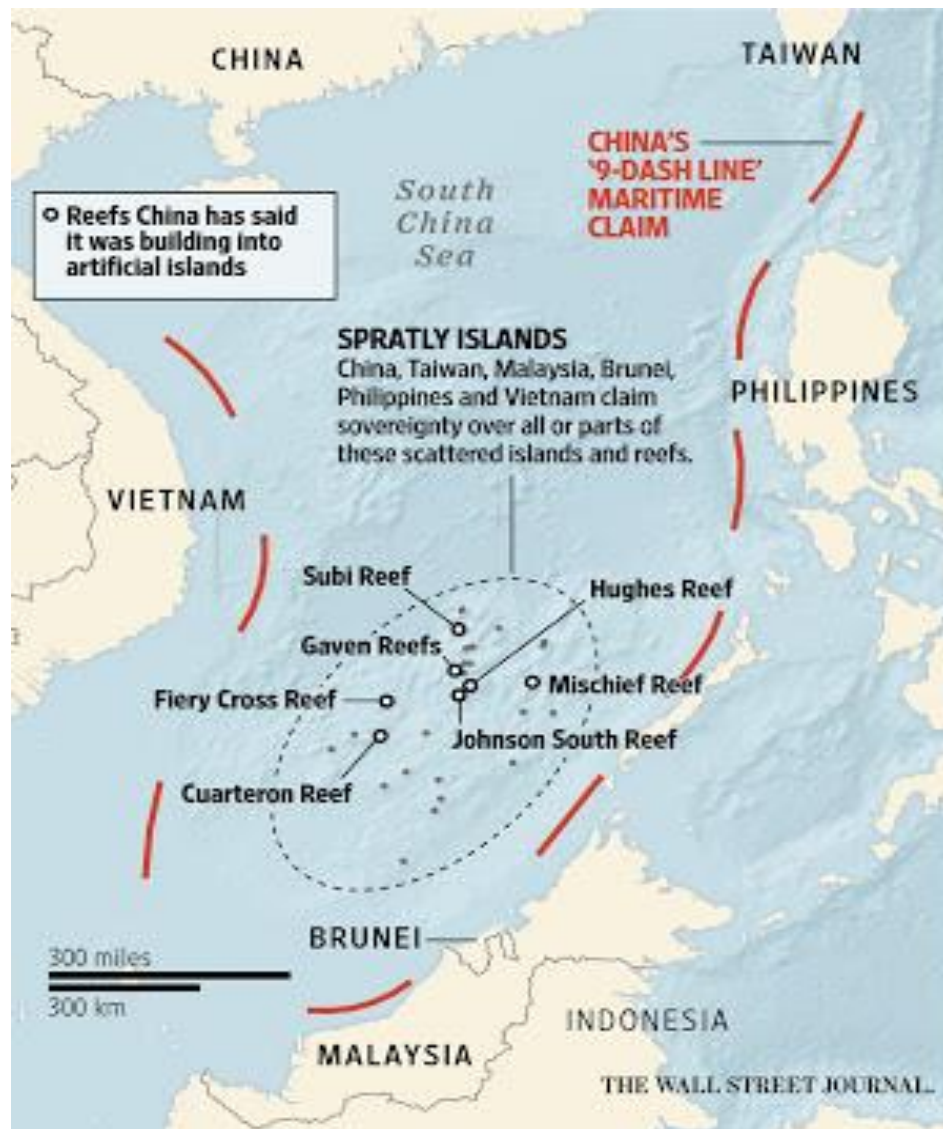 CHINA
TAIWAN
CHINA'S
'9-DASH LINE'
MARITIME
CLAIM
South
China
Sea
Reefs China has said
it was building into
artificial islands
SPRATLY ISLANDS
China, Taiwan, Malaysia, Brunei,
Philippines and Vietnam claim
sovereignty over all or parts of
these scattered islands and reefs.
PHILIPPINES
VIETNAM
Subi Reef
Hughes Reef
Gaven Reefs
Mischief Reef
Fiery Cross Reef
Johnson South Reef
Cuarteron Reef
BRUNEI
300 miles
300 km
INDONESIA
MALAYSIA
THE WALL STREET JOURNAL.